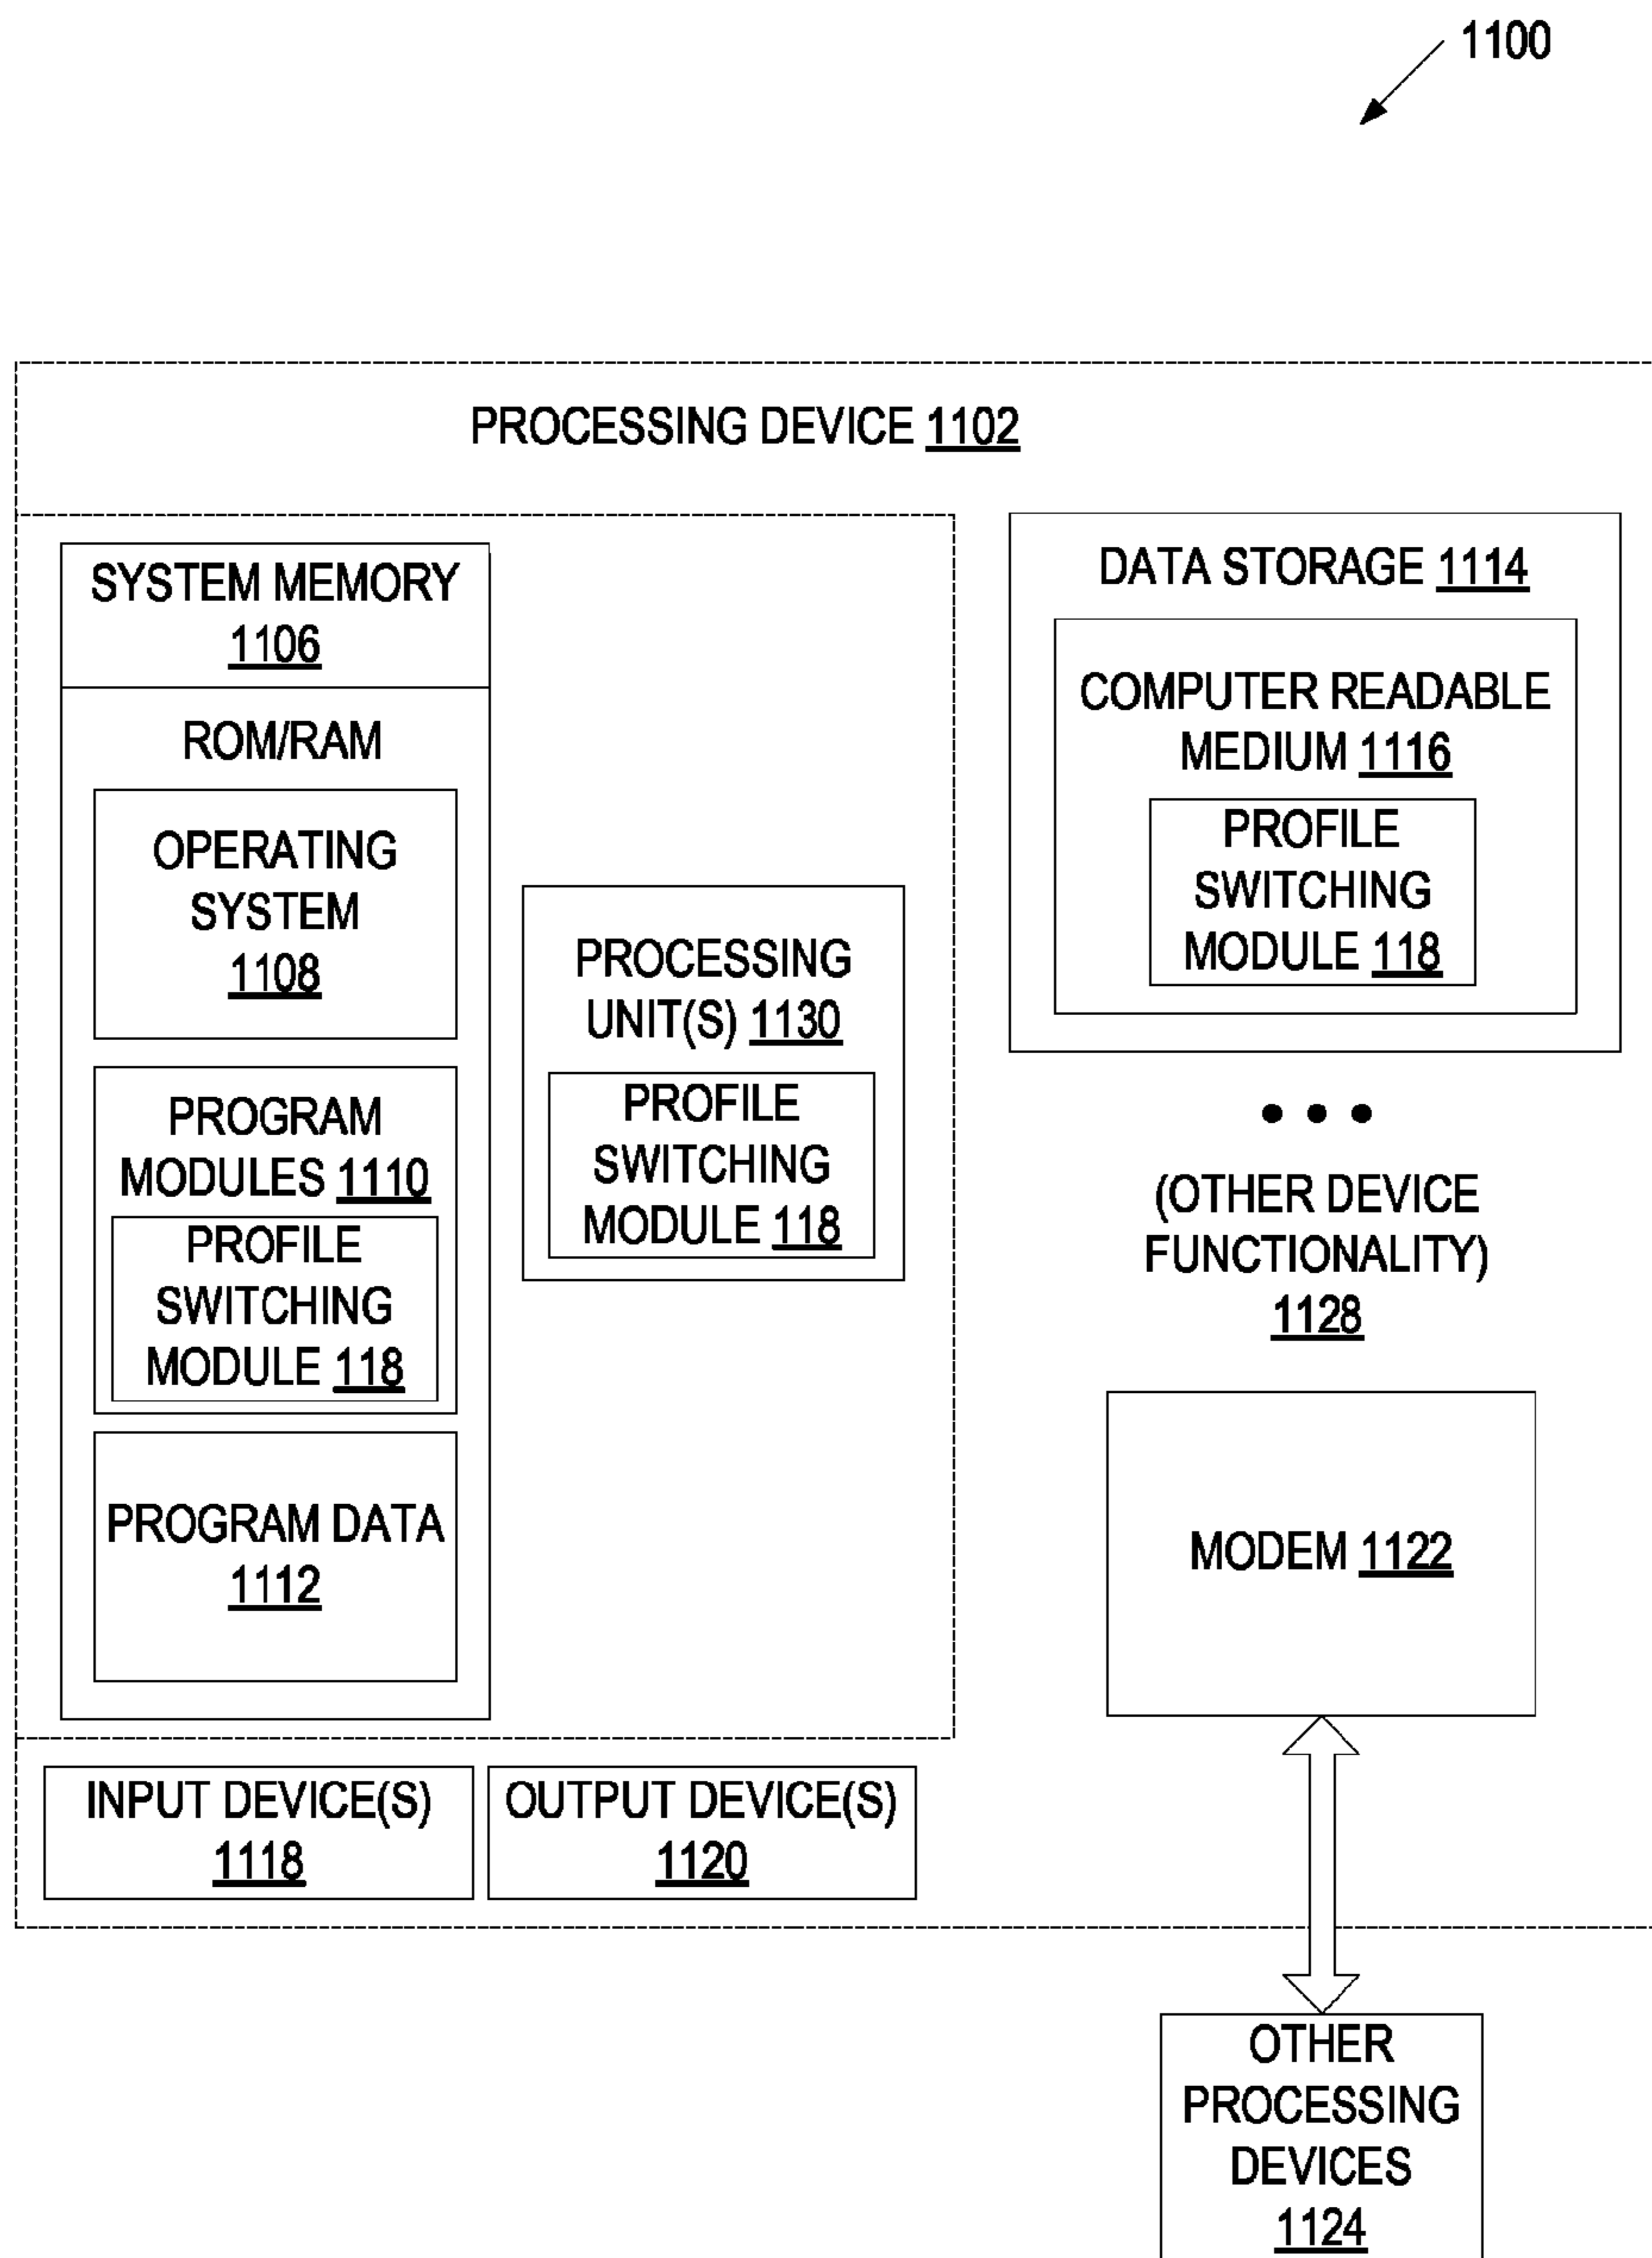 1100
PROCESSING DEVICE 1102
SYSTEM MEMORY
1106
ROM/RAM
OPERATING
SYSTEM
1108
PROGRAM
MODULES 1110
PROFILE
SWITCHING
MODULE 118
PROGRAM DATA
1112
PROCESSING
UNIT(S) 1130
PROFILE
SWITCHING
MODULE 118
DATA STORAGE 1114
COMPUTER READABLE
MEDIUM 1116
PROFILE
SWITCHING
MODULE 118
(OTHER DEVICE
FUNCTIONALITY)
1128
MODEM 1122
INPUT DEVICE(S)
1118
OUTPUT DEVICE(S)
1120
OTHER
PROCESSING
DEVICES
1124